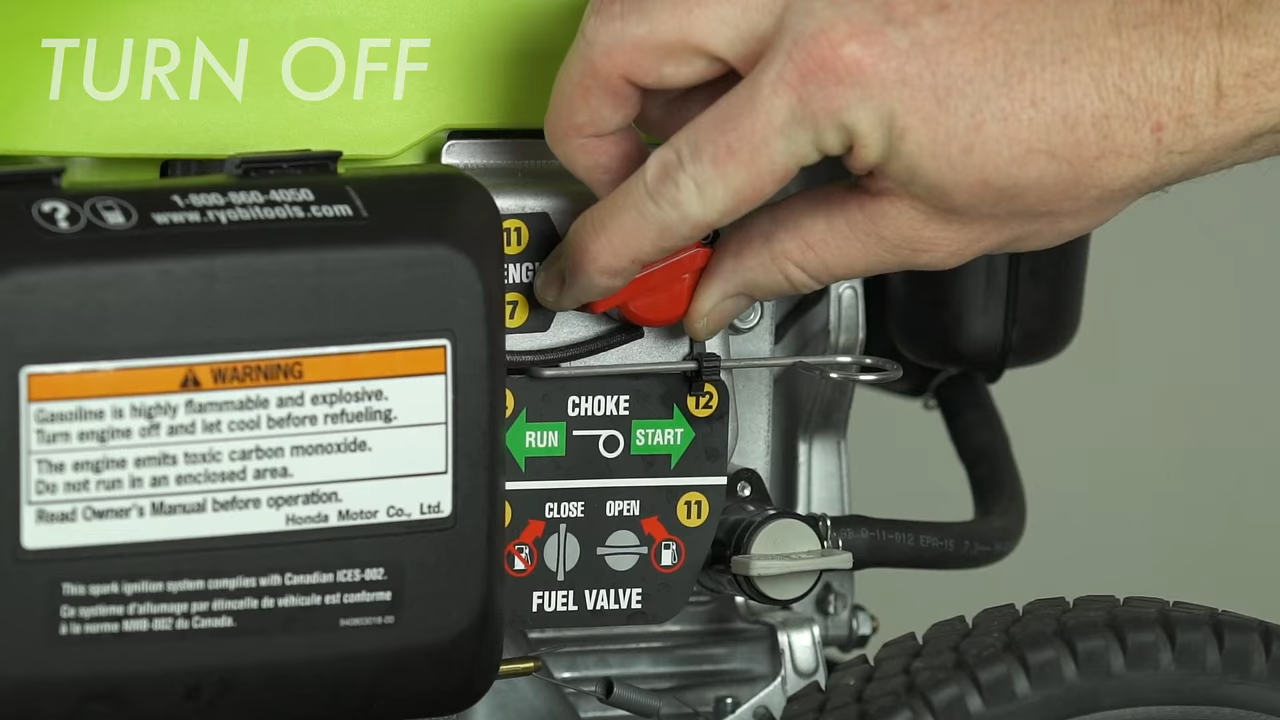 TURN OFF
?
1-800-860-4050
www.ryobitools.com
11
ENGI
7
WARNING
Gasoline is highly flammable and explosive.
Turn engine off and let cool before refueling.
The engine emits toxic carbon monoxide.
Do not run in an enclosed area.
Read Owner's Manual before operation.
Honda Motor Co., Ltd.
This spark ignition system complies with Canadian ICES-002.
Ce système d'allumage par étincelle de véhicule est conforme
à la norme NMB-002 du Canada.
12
CHOKE
RUN START
CLOSE OPEN 11
FUEL VALVE